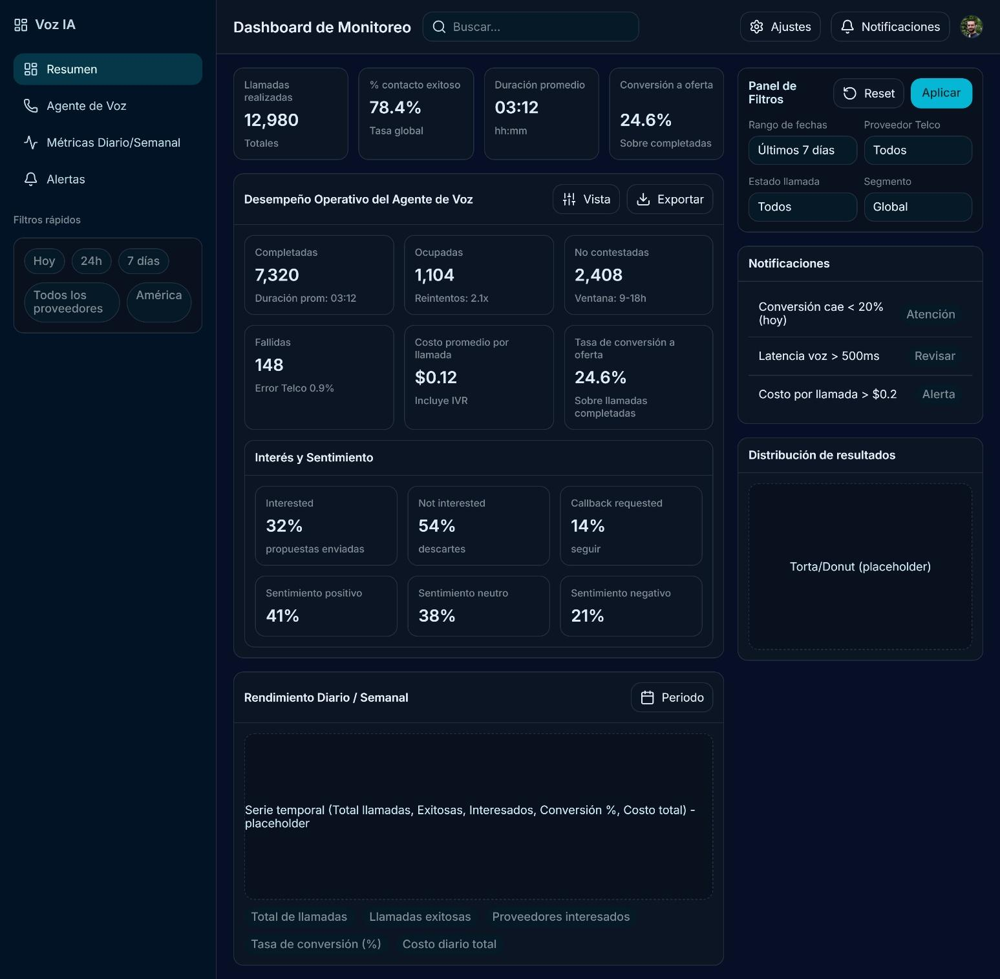 Voz IA
Resumen
Agente de Voz
Métricas Diario/Semanal
Alertas
Filtros rápidos
Hoy
24h
7 días
Todos los
proveedores
América
Dashboard de Monitoreo
Buscar...
Ajustes
Notificaciones
Llamadas
realizadas
12,980
Totales
% contacto exitoso
78.4%
Tasa global
Duración promedio
03:12
hh:mm
Conversión a oferta
24.6%
Sobre completadas
Desempeño Operativo del Agente de Voz
Vista
Exportar
Completadas
7,320
Duración prom: 03:12
Ocupadas
1,104
Reintentos: 2.1x
No contestadas
2,408
Ventana: 9-18h
Fallidas
148
Error Telco 0.9%
Costo promedio por
llamada
$0.12
Incluye IVR
Tasa de conversión a
oferta
24.6%
Sobre llamadas
completadas
Interés y Sentimiento
Interested
32%
propuestas enviadas
Not interested
54%
descartes
Callback requested
14%
seguir
Sentimiento positivo
41%
Sentimiento neutro
38%
Sentimiento negativo
21%
Rendimiento Diario / Semanal
Periodo
Serie temporal (Total llamadas, Exitosas, Interesados, Conversión %, Costo total) -
placeholder
Total de llamadas
Llamadas exitosas
Proveedores interesados
Tasa de conversión (%)
Costo diario total
Panel de
Filtros
Reset
Aplicar
Rango de fechas
Últimos 7 días
Proveedor Telco
Todos
Estado llamada
Todos
Segmento
Global
Notificaciones
Conversión cae < 20%
(hoy)
Atención
Latencia voz > 500ms
Revisar
Costo por llamada > $0.2
Alerta
Distribución de resultados
Torta/Donut (placeholder)